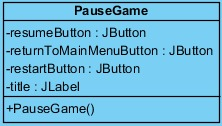 PauseGame
-resumeButton : JButton
-returnToMainMenuButton : JButton
-restartButton : JButton
-title : JLabel
+PauseGame()